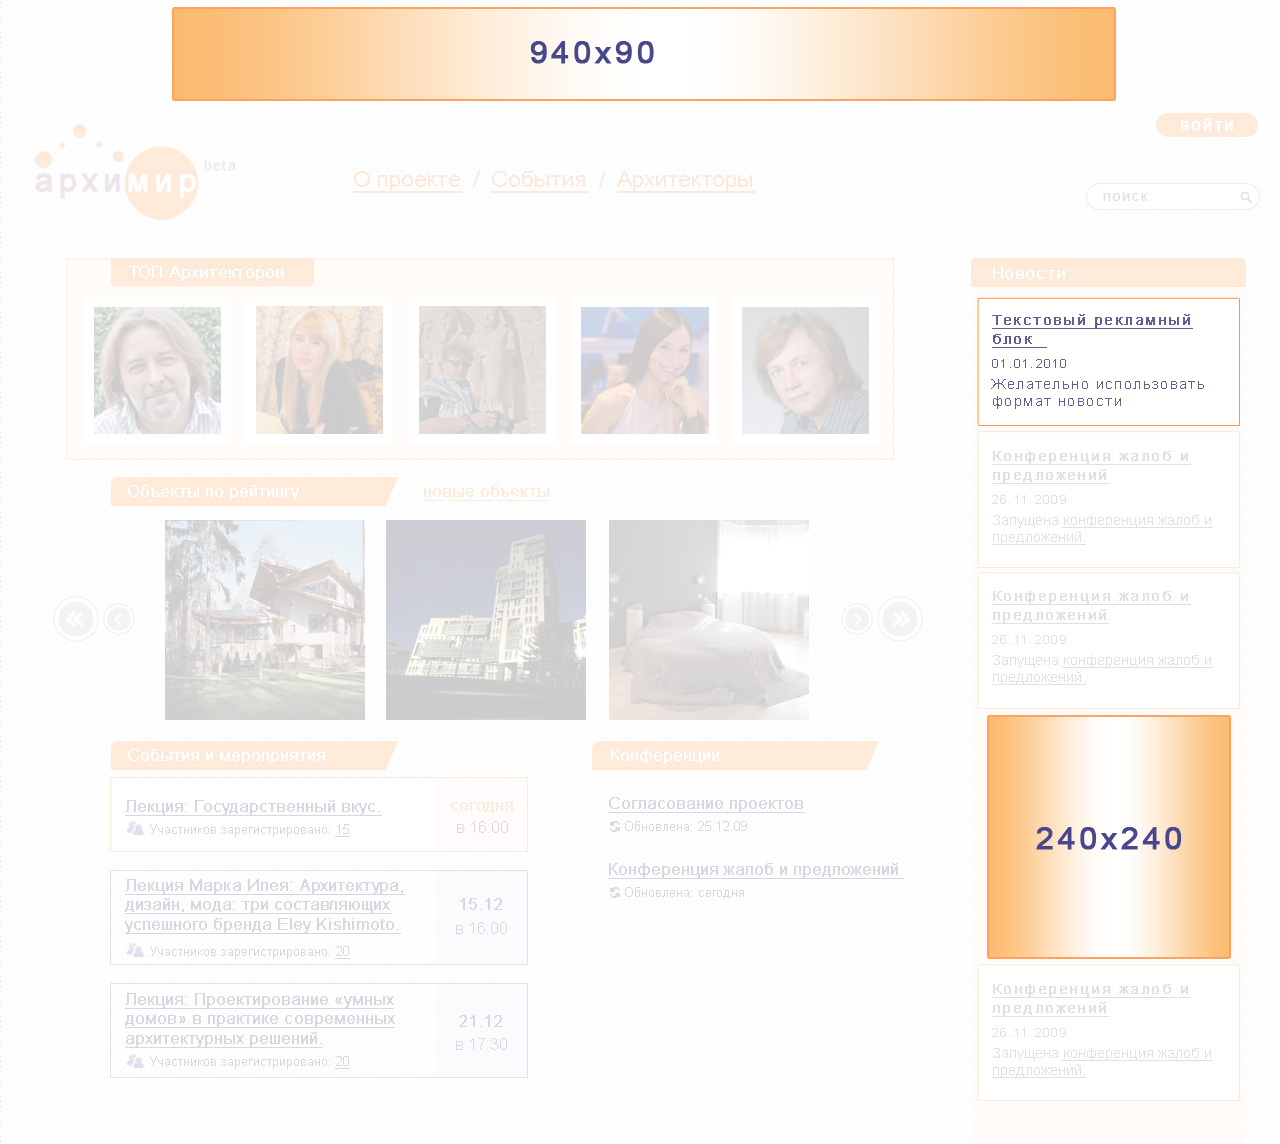 940x90
ВОЙТИ
архимир beta
О проекте / События / Архитекторы
поиск
ТОП Архитекторов
Новости:
Текстовый рекламный
блок
01.01.2010
Желательно использовать
формат новости
Конференция жалоб и
предложений
26.11.2009
Запущена конференция жалоб и
предложений.
Объекты по рейтингу
новые объекты
Конференция жалоб и
предложений
26.11.2009
Запущена конференция жалоб и
предложений.
240x240
Конференция жалоб и
предложений
26.11.2009
Запущена конференция жалоб и
предложений.
События и мероприятия
Лекция: Государственный вкус.
Участников зарегистрировано: 15
сегодня
в 16:00
Лекция Марка Илея: Архитектура,
дизайн, мода: три составляющих
успешного бренда Eley Kishimoto.
Участников зарегистрировано: 20
15.12
в 16:00
Лекция: Проектирование «умных
домов» в практике современных
архитектурных решений.
Участников зарегистрировано: 20
21.12
в 17:30
Конференции
Согласование проектов
Обновлена: 25.12.09
Конференция жалоб и предложений
Обновлена: сегодня